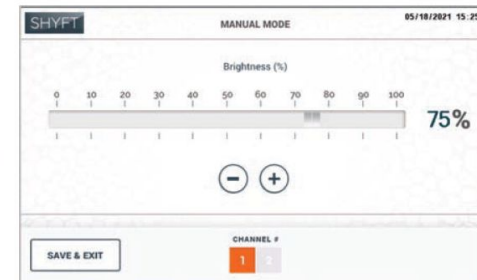 SHYFT
MANUAL MODE
05/18/2021 15:25
Brightness (%)
0 10 20 30 40 50 60 70 80 90 100
75%
SAVE & EXIT
CHANNEL #
1 2